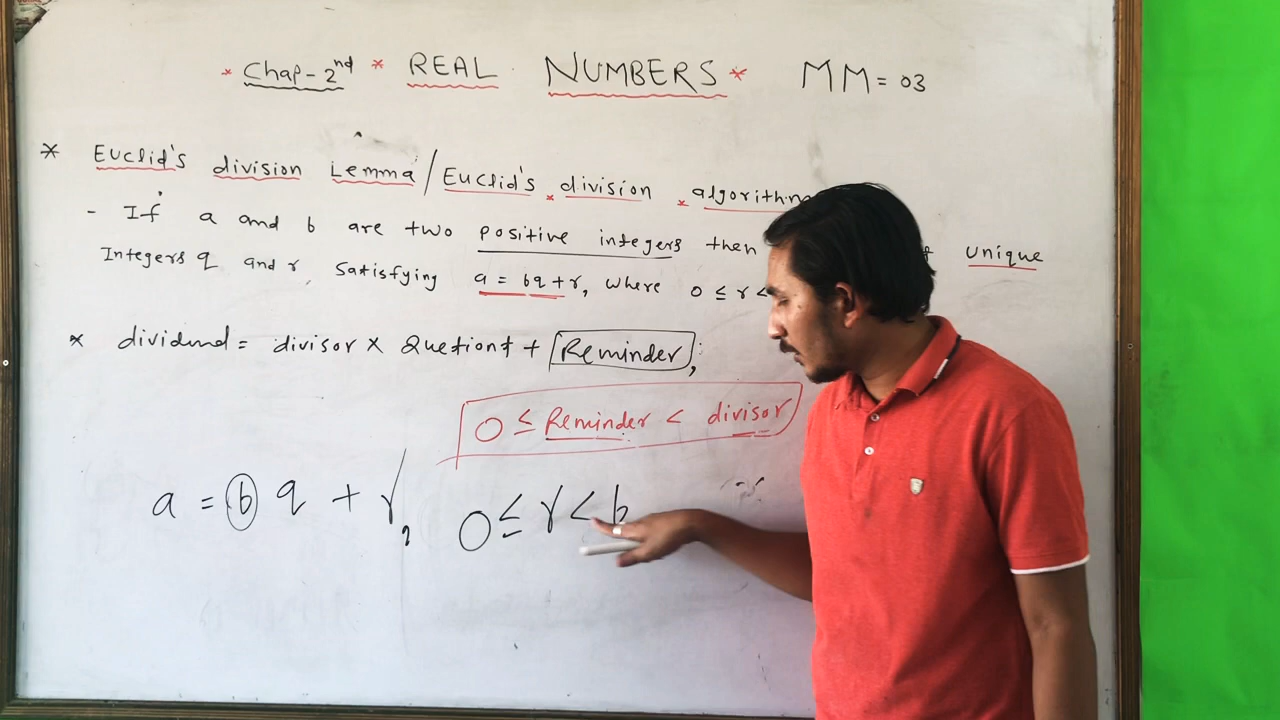 * Chap-2nd * REAL NUMBERS * MM = 03
* Euclid's division Lemma / Euclid's division algorithm
- If a and b are two positive integers then unique
Integers q and r satisfying a = bq + r, where 0 ≤ r <
* dividend = divisor × Quetiont + Reminder ;
0 ≤ Reminder < divisor
a = b q + r, 0 ≤ r < b